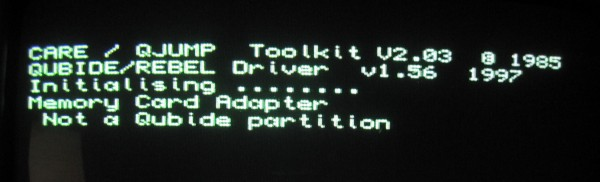 CARE / QJUMP Toolkit V2.03 © 1985
QUBIDE/REBEL Driver v1.56 1997
Initialising ........
Memory Card Adapter
Not a Qubide partition